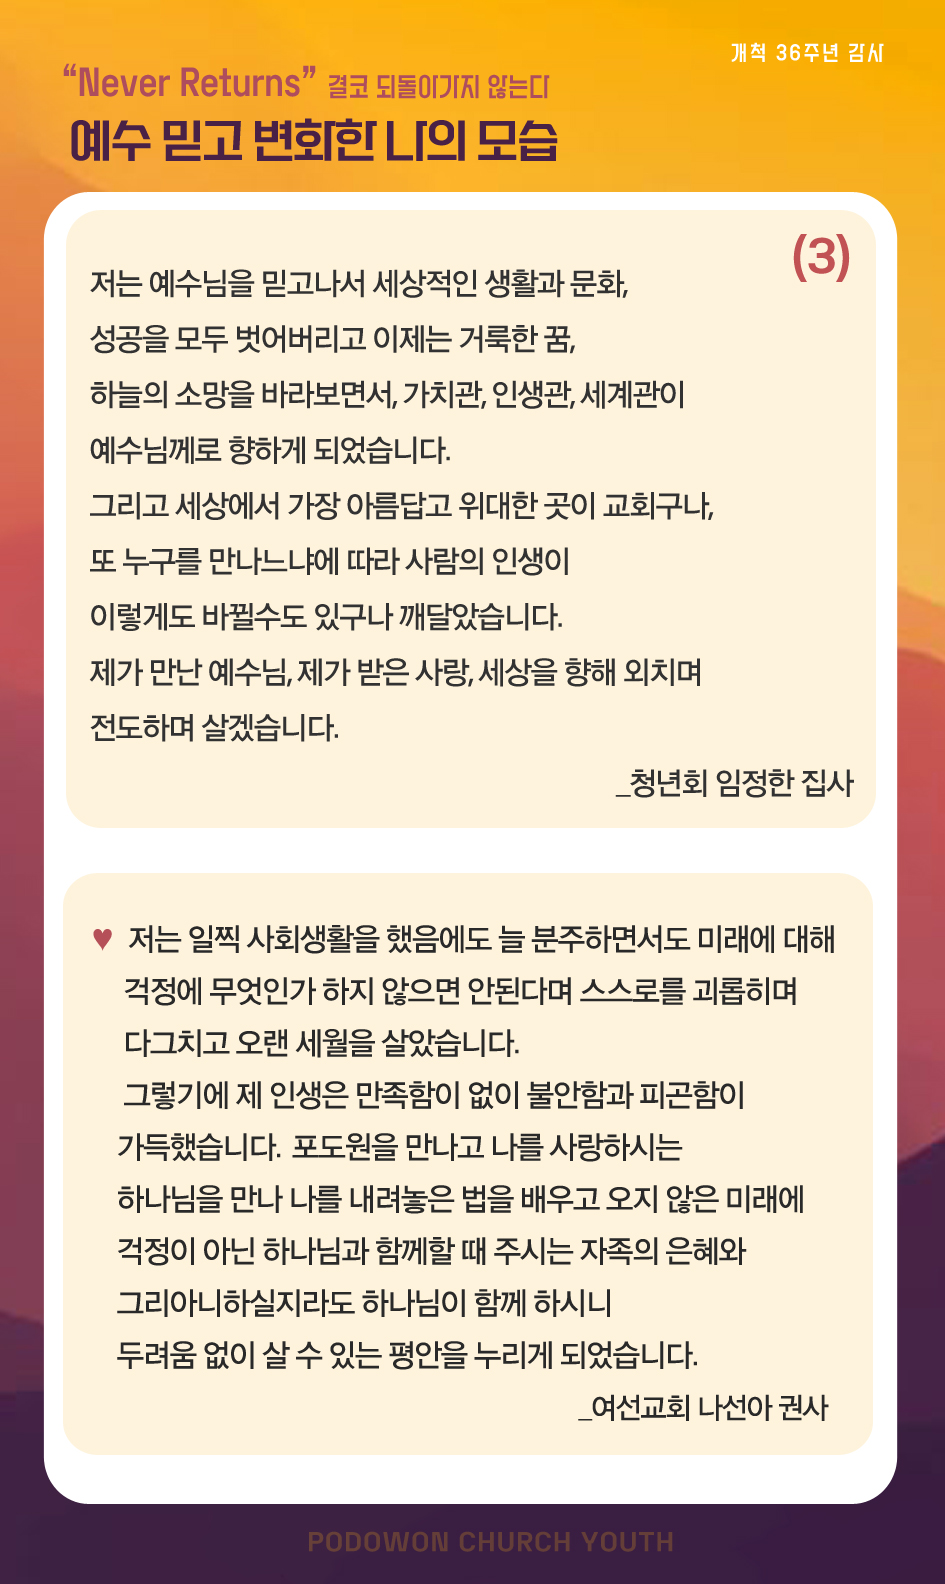 개척 36주년 감사
“Never Returns” 결코 되돌아가지 않는다
예수 믿고 변화한 나의 모습
(3)
저는 예수님을 믿고나서 세상적인 생활과 문화,
성공을 모두 벗어버리고 이제는 거룩한 꿈,
하늘의 소망을 바라보면서, 가치관, 인생관, 세계관이
예수님께로 향하게 되었습니다.
그리고 세상에서 가장 아름답고 위대한 곳이 교회구나,
또 누구를 만나느냐에 따라 사람의 인생이
이렇게도 바뀔수도 있구나 깨달았습니다.
제가 만난 예수님, 제가 받은 사랑, 세상을 향해 외치며
전도하며 살겠습니다.
_청년회 임정한 집사
♥ 저는 일찍 사회생활을 했음에도 늘 분주하면서도 미래에 대해
걱정에 무엇인가 하지 않으면 안된다며 스스로를 괴롭히며
다그치고 오랜 세월을 살았습니다.
그렇기에 제 인생은 만족함이 없이 불안함과 피곤함이
가득했습니다. 포도원을 만나고 나를 사랑하시는
하나님을 만나 나를 내려놓은 법을 배우고 오지 않은 미래에
걱정이 아닌 하나님과 함께할 때 주시는 자족의 은혜와
그리아니하실지라도 하나님이 함께 하시니
두려움 없이 살 수 있는 평안을 누리게 되었습니다.
_여선교회 나선아 권사
PODOWON CHURCH YOUTH